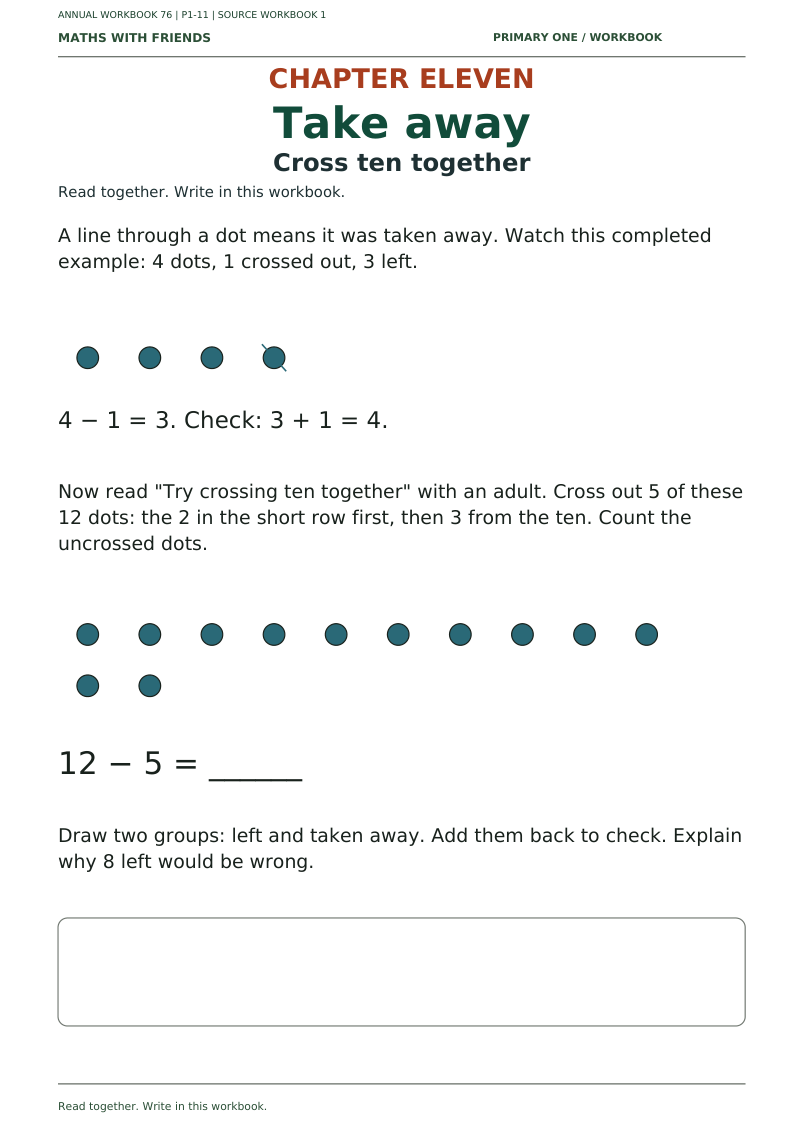 ANNUAL WORKBOOK 76 | P1-11 | SOURCE WORKBOOK 1
MATHS WITH FRIENDS
PRIMARY ONE / WORKBOOK
CHAPTER ELEVEN
Take away
Cross ten together
Read together. Write in this workbook.
A line through a dot means it was taken away. Watch this completed
example: 4 dots, 1 crossed out, 3 left.
4 − 1 = 3. Check: 3 + 1 = 4.
Now read "Try crossing ten together" with an adult. Cross out 5 of these
12 dots: the 2 in the short row first, then 3 from the ten. Count the
uncrossed dots.
12 − 5 = ______
Draw two groups: left and taken away. Add them back to check. Explain
why 8 left would be wrong.
Read together. Write in this workbook.